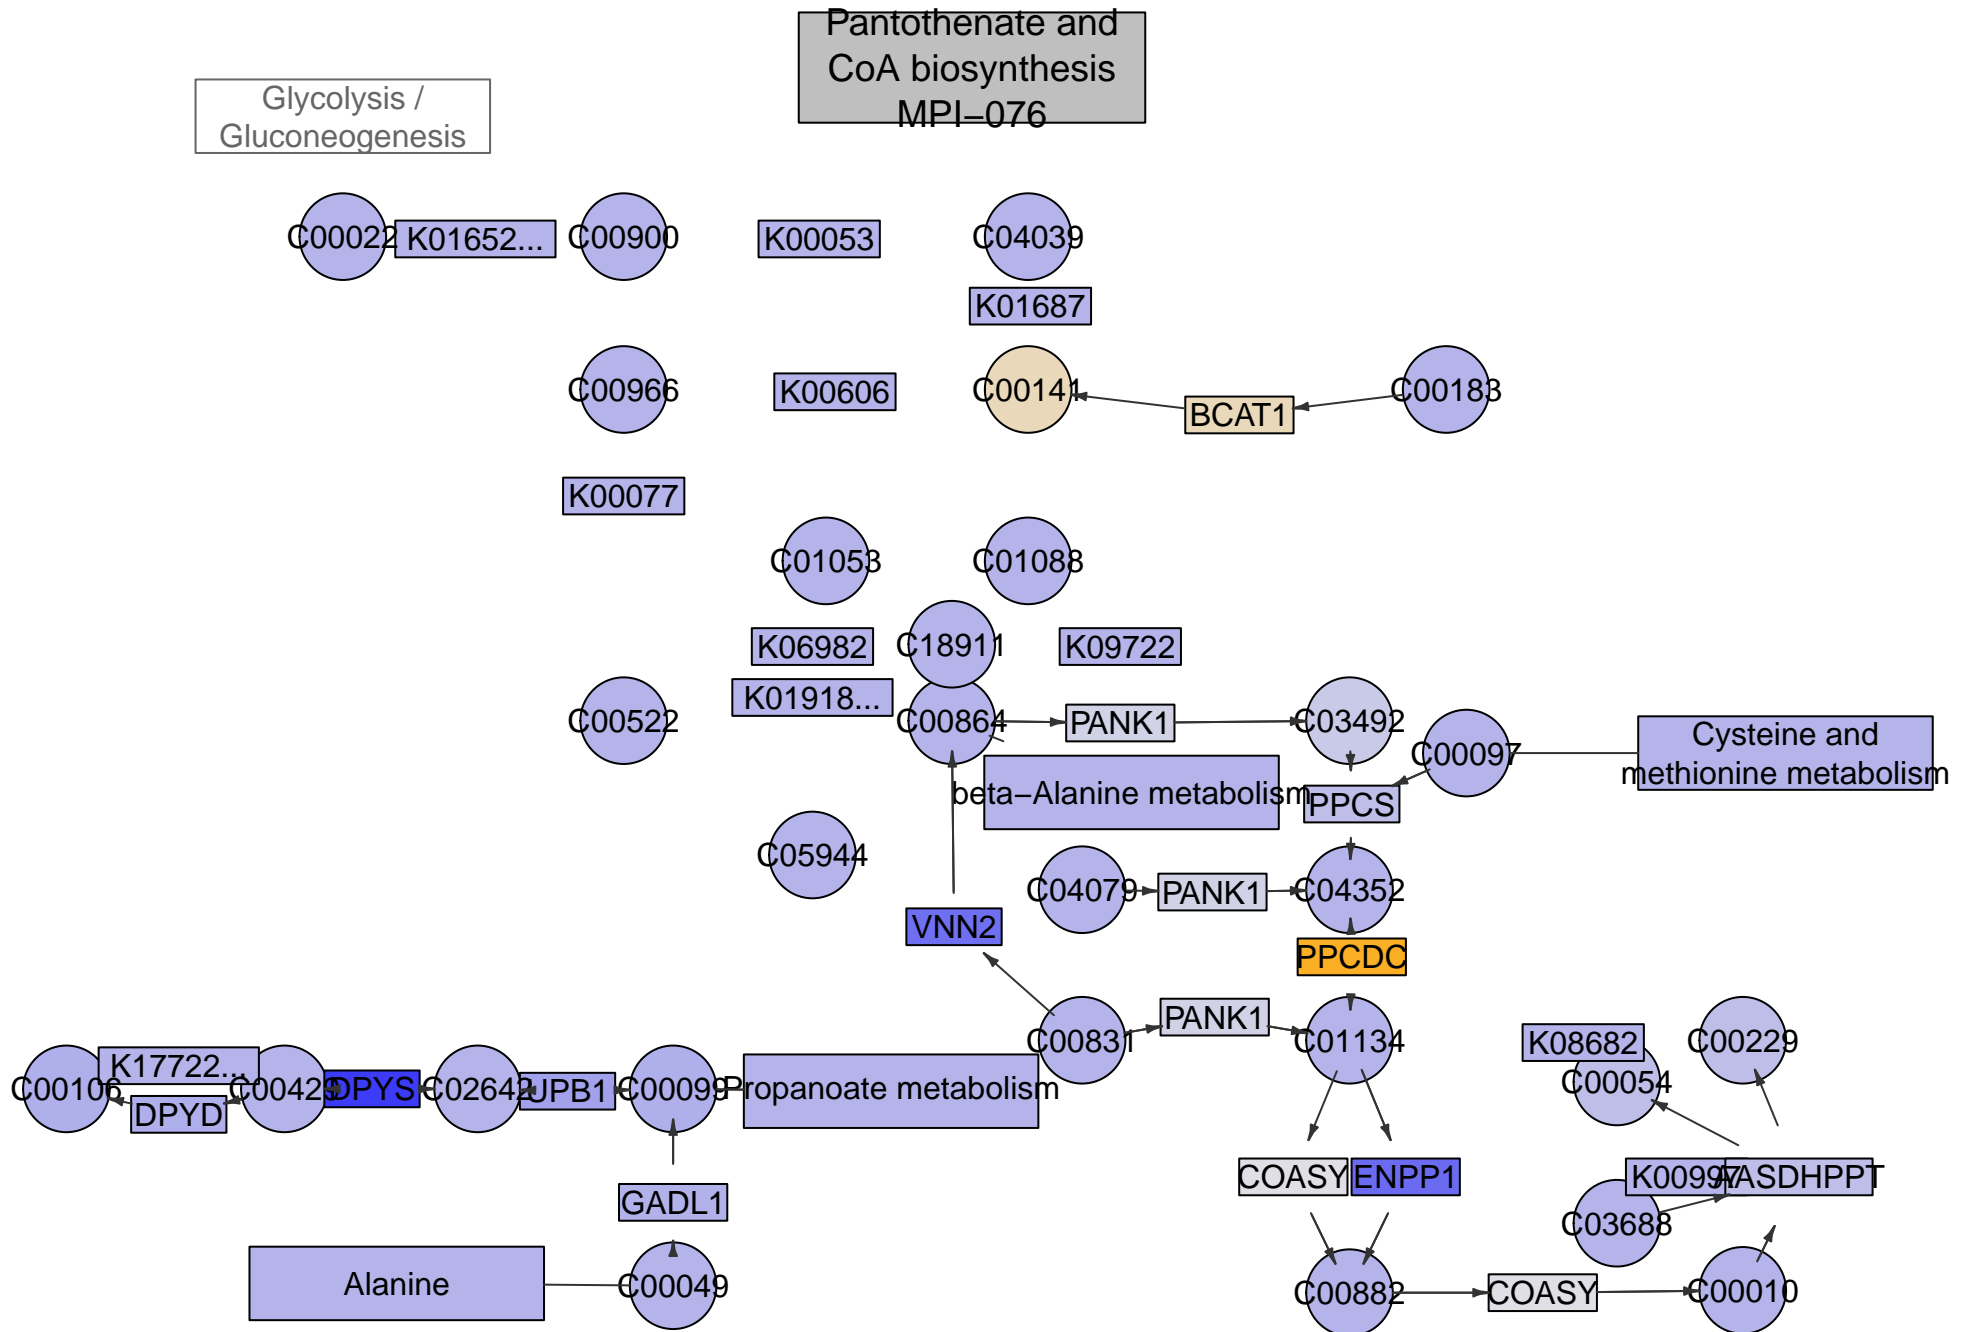 Pantothenate and
CoA biosynthesis
MPI−076
Glycolysis /
Gluconeogenesis
C00022
K01652...
C00900
K00053
C04039
K01687
C00966
K00606
C00141
BCAT1
C00183
K00077
C01053
C01088
K06982
C18911
K09722
K01918...
C00522
C00864
PANK1
C03492
C00097
Cysteine and
methionine metabolism
beta−Alanine metabolism
PPCS
C05944
C04079
PANK1
C04352
VNN2
PPCDC
C00831
PANK1
C01134
K08682
C00229
C00054
C00106
K17722...
C00429
DPYS
C02642
UPB1
C00099
Propanoate metabolism
DPYD
COASY
ENPP1
K00997
AASDHPPT
GADL1
C03688
Alanine
C00049
C00882
COASY
C00010